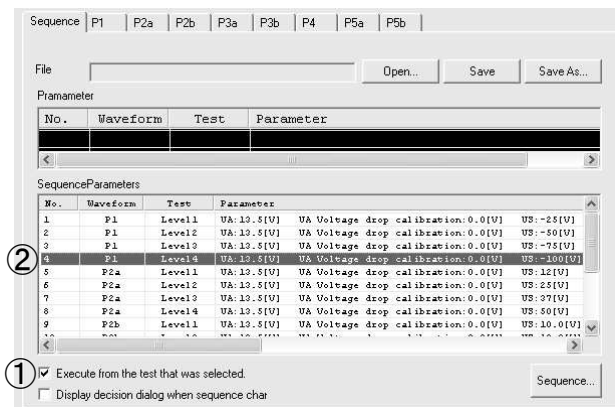 Sequence P1 P2a P2b P3a P3b P4 P5a P5b
File Open... Save Save As...
Pramameter
No. Waveform Test Parameter
SequenceParameters
No. Waveform Test Parameter
1 P1 Level1 UA:13.5[V] UA Voltage drop calibration:0.0[V] US:-25[V]
2 P1 Level2 UA:13.5[V] UA Voltage drop calibration:0.0[V] US:-50[V]
3 P1 Level3 UA:13.5[V] UA Voltage drop calibration:0.0[V] US:-75[V]
② 4 P1 Level4 UA:13.5[V] UA Voltage drop calibration:0.0[V] US:-100[V]
5 P2a Level1 UA:13.5[V] UA Voltage drop calibration:0.0[V] US:12[V]
6 P2a Level2 UA:13.5[V] UA Voltage drop calibration:0.0[V] US:25[V]
7 P2a Level3 UA:13.5[V] UA Voltage drop calibration:0.0[V] US:37[V]
8 P2a Level4 UA:13.5[V] UA Voltage drop calibration:0.0[V] US:50[V]
9 P2b Level1 UA:13.5[V] UA Voltage drop calibration:0.0[V] US:10.0[V]
① Execute from the test that was selected.
Sequence...
Display decision dialog when sequence char